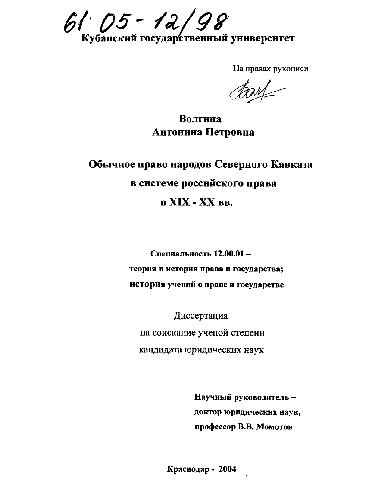 61 05-12/98
Кубанский государственный университет
На правах рукописи
Волгина
Антонина Петровна
Обычное право народов Северного Кавказа
в системе российского права
в XIX - XX вв.
Специальность 12.00.01 –
теория и история права и государства;
история учений о праве и государстве
Диссертация
на соискание ученой степени
кандидата юридических наук
Научный руководитель –
доктор юридических наук,
профессор В.В. Момотов
Краснодар - 2004